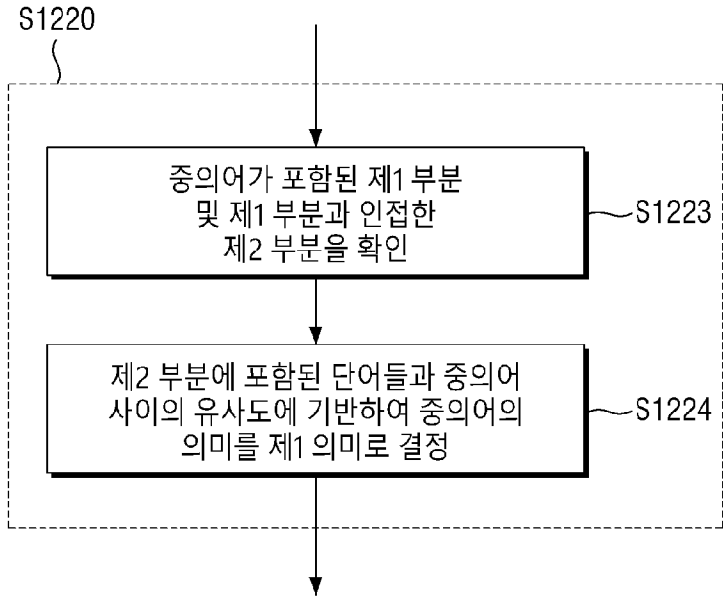 S1220
중의어가 포함된 제1 부분
및 제1 부분과 인접한
제2 부분을 확인
S1223
제2 부분에 포함된 단어들과 중의어
사이의 유사도에 기반하여 중의어의
의미를 제1 의미로 결정
S1224